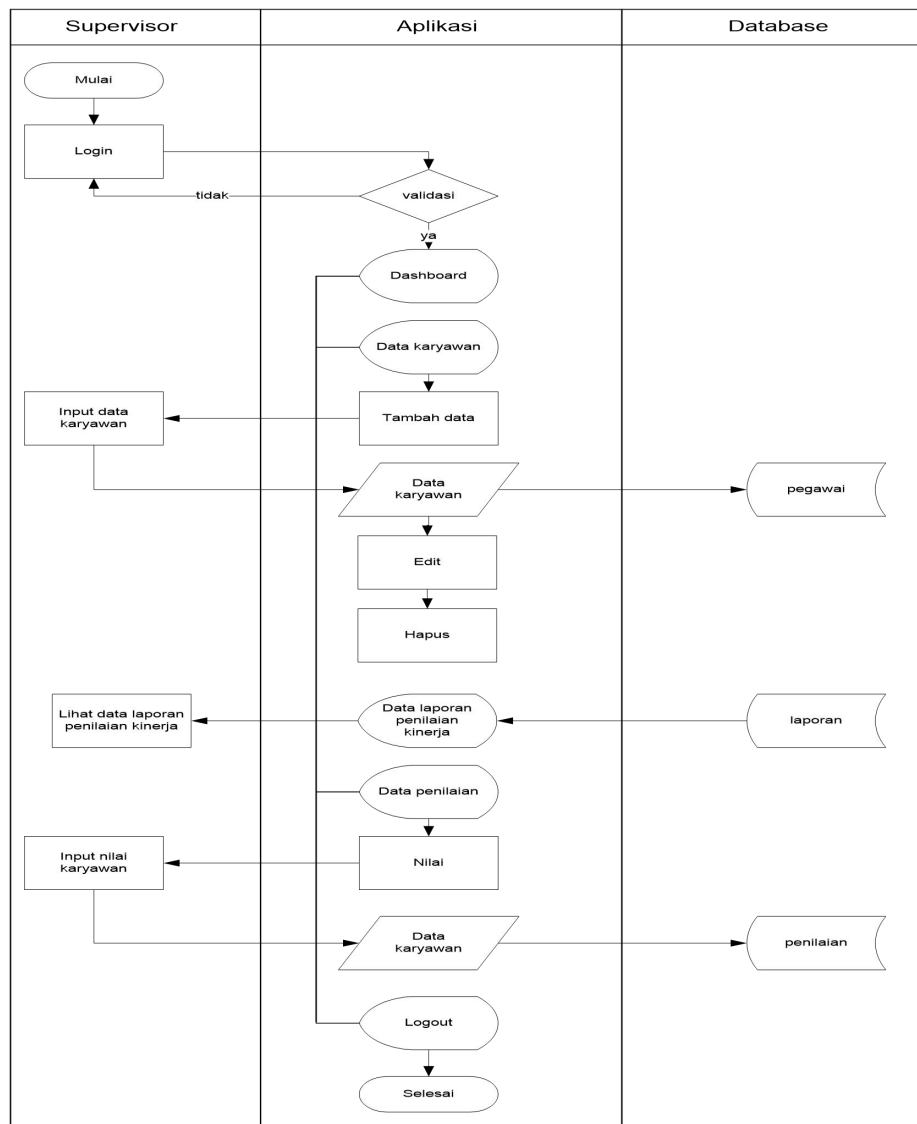 Supervisor
Aplikasi
Database
Mulai
Login
validasi
tidak
ya
Dashboard
Data karyawan
Input data
karyawan
Tambah data
Data
karyawan
pegawai
Edit
Hapus
Lihat data laporan
penilaian kinerja
Data laporan
penilaian
kinerja
laporan
Data penilaian
Input nilai
karyawan
Nilai
Data
karyawan
penilaian
Logout
Selesai